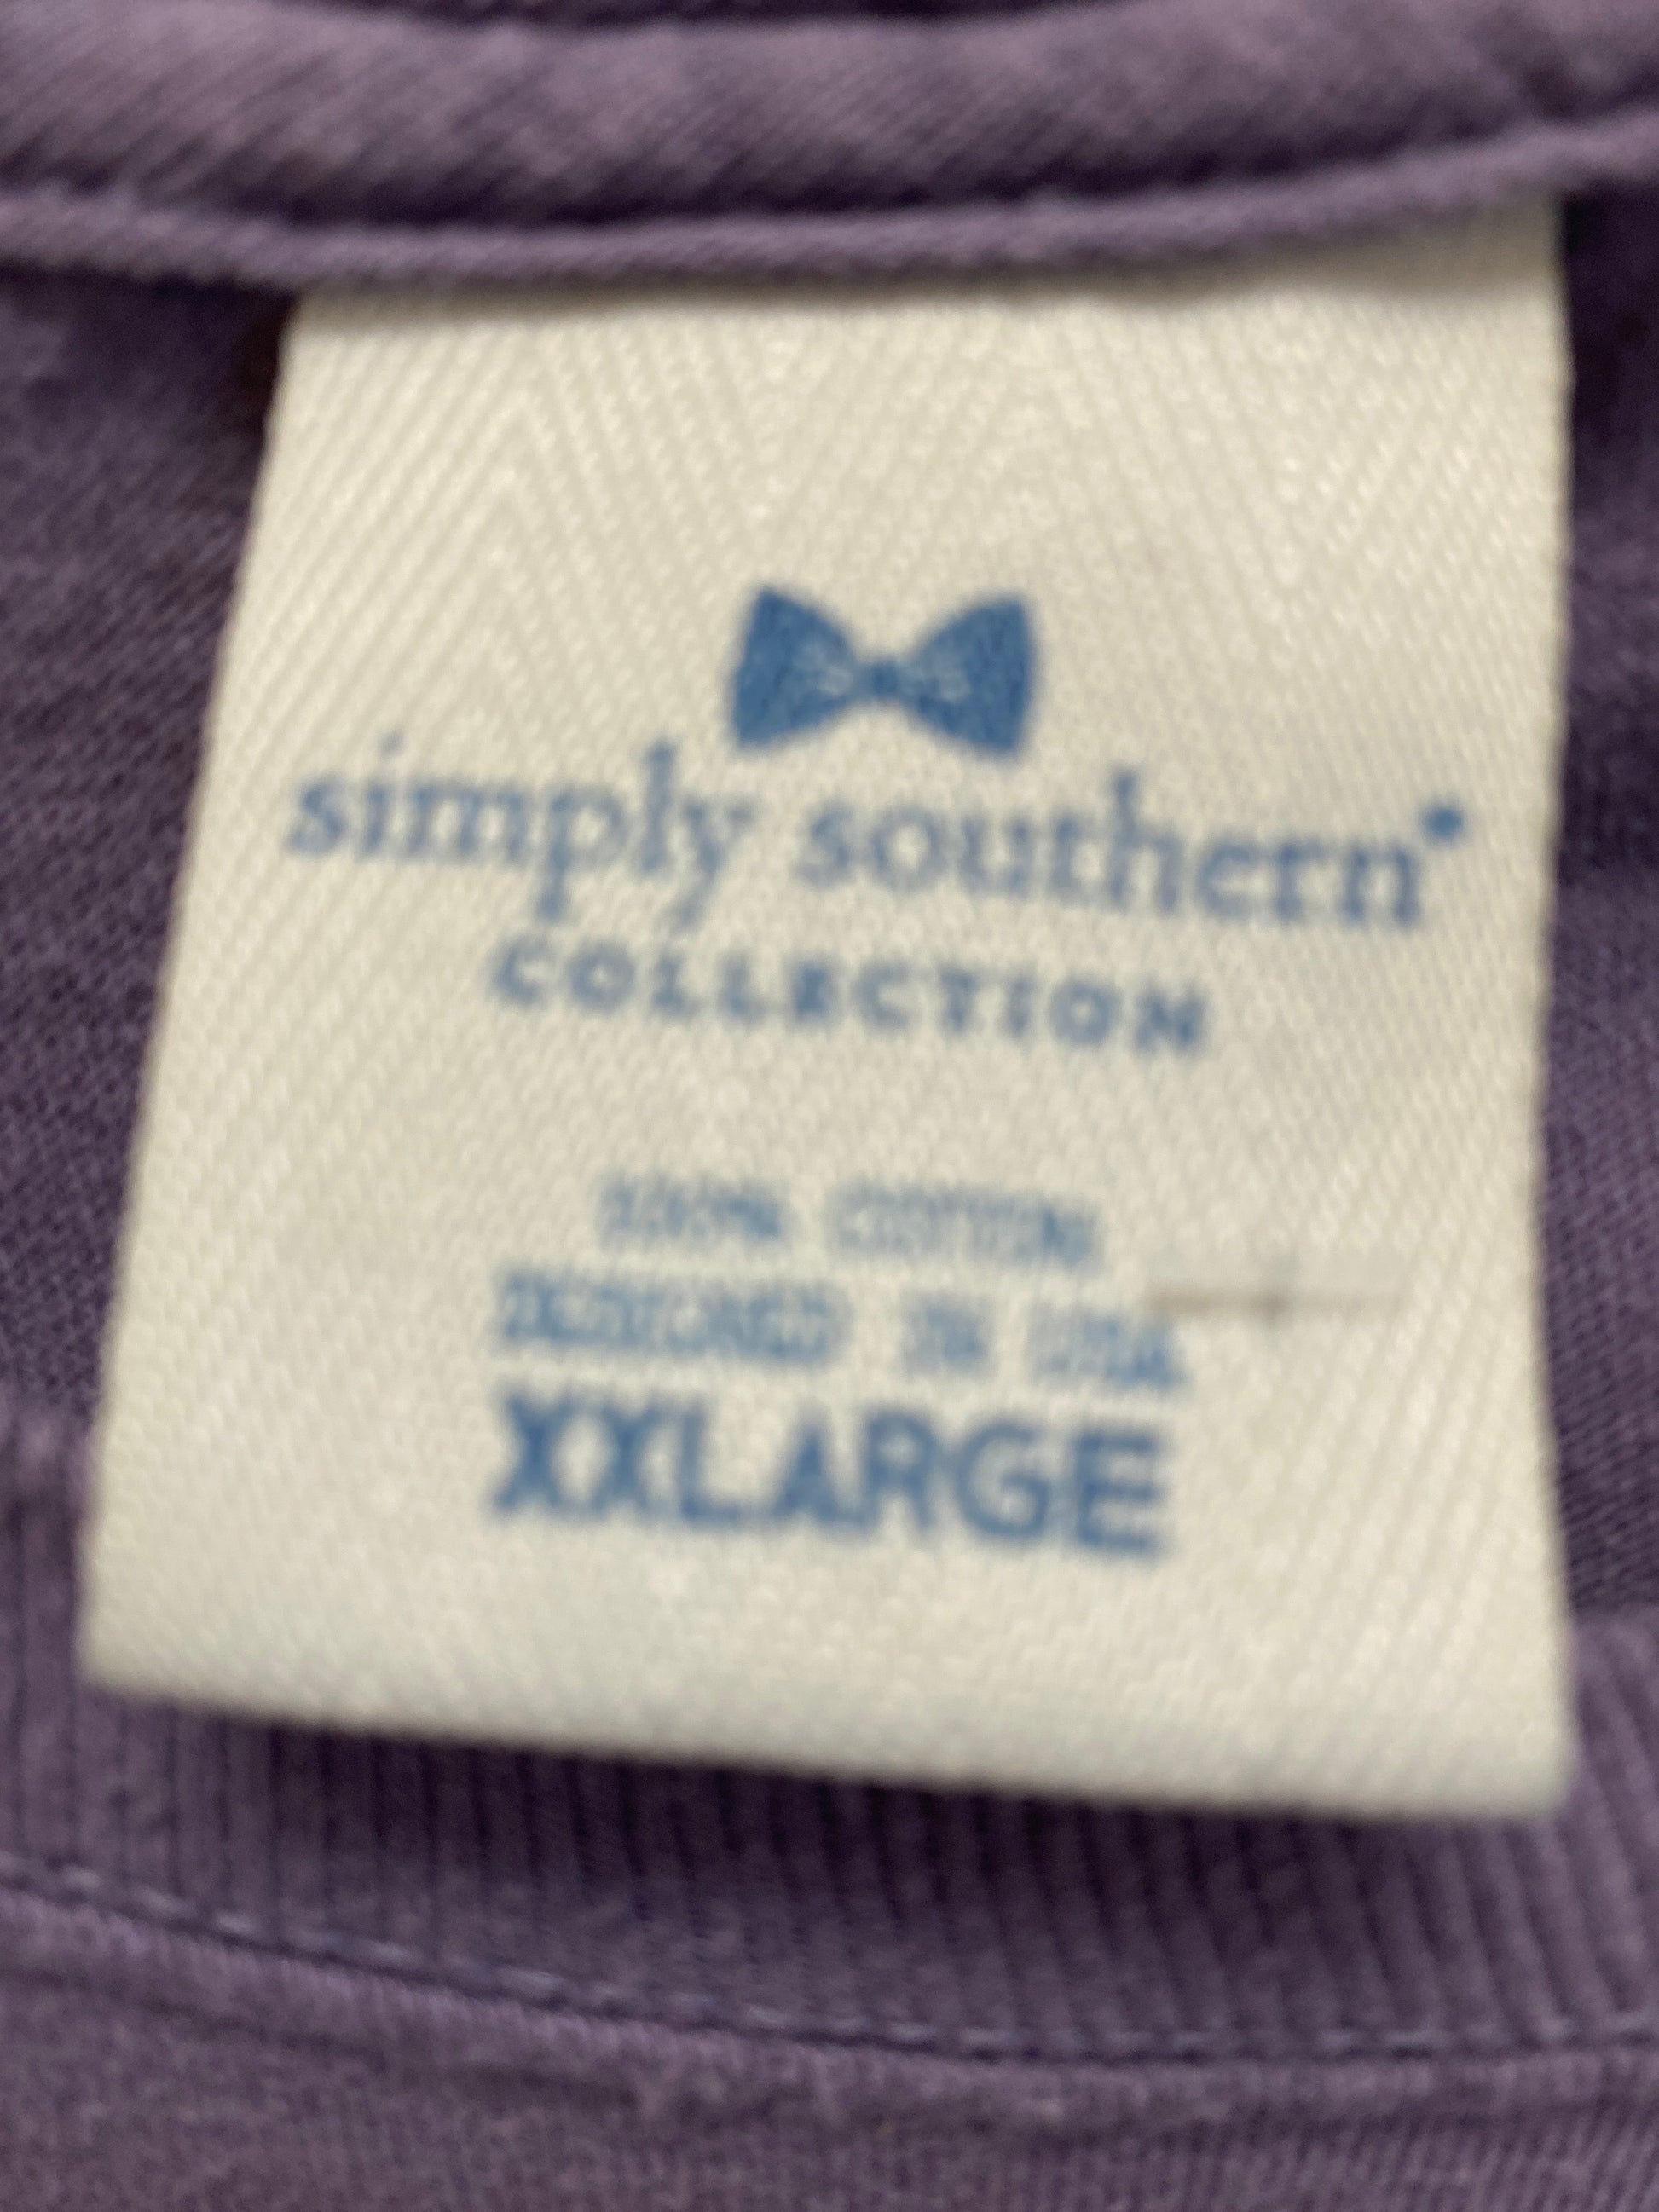 simply southern
COLLECTION
100% COTTON
DESIGNED IN USA
XXLARGE